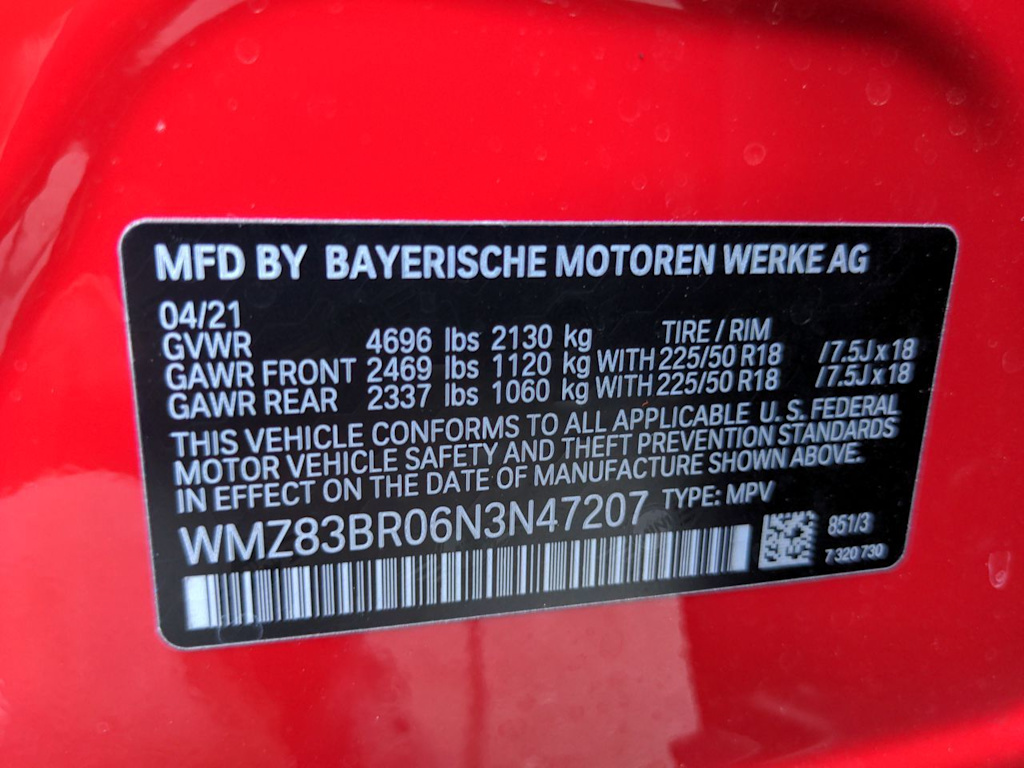 MFD BY BAYERISCHE MOTOREN WERKE AG
04/21
GVWR 4696 lbs 2130 kg TIRE / RIM
GAWR FRONT 2469 lbs 1120 kg WITH 225/50 R18 /7.5J x 18
GAWR REAR 2337 lbs 1060 kg WITH 225/50 R18 /7.5J x 18
THIS VEHICLE CONFORMS TO ALL APPLICABLE U. S. FEDERAL
MOTOR VEHICLE SAFETY AND THEFT PREVENTION STANDARDS
IN EFFECT ON THE DATE OF MANUFACTURE SHOWN ABOVE.
WMZ83BR06N3N47207 TYPE: MPV
851/3
7 320 730